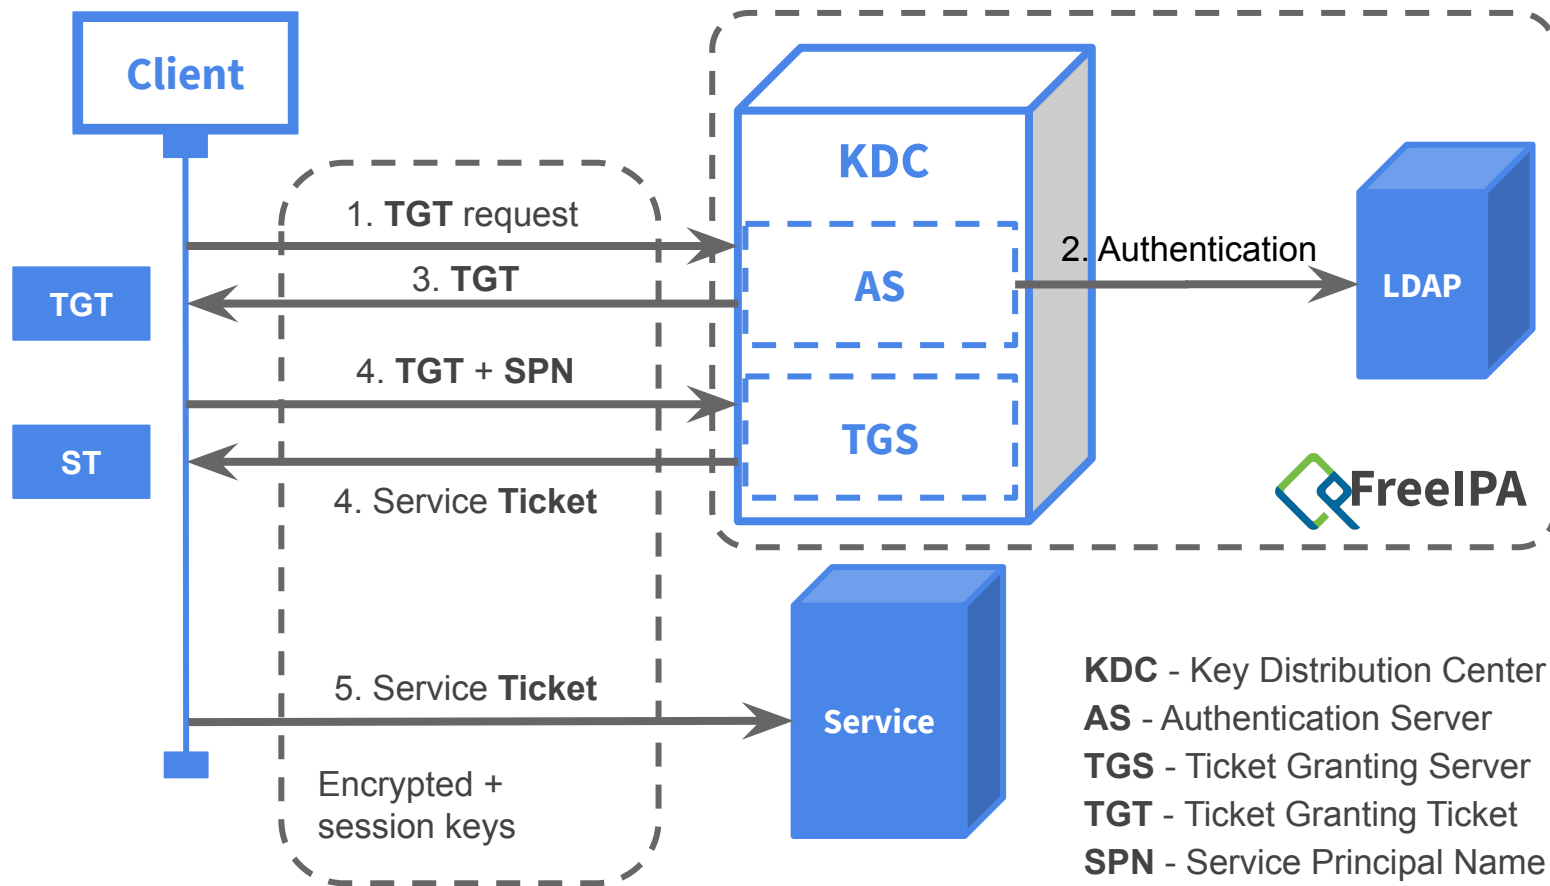 Client
KDC
1. TGT request
2. Authentication
3. TGT
TGT
AS
LDAP
4. TGT + SPN
TGS
ST
4. Service Ticket
FreeIPA
5. Service Ticket
Service
Encrypted +
session keys
KDC - Key Distribution Center
AS - Authentication Server
TGS - Ticket Granting Server
TGT - Ticket Granting Ticket
SPN - Service Principal Name